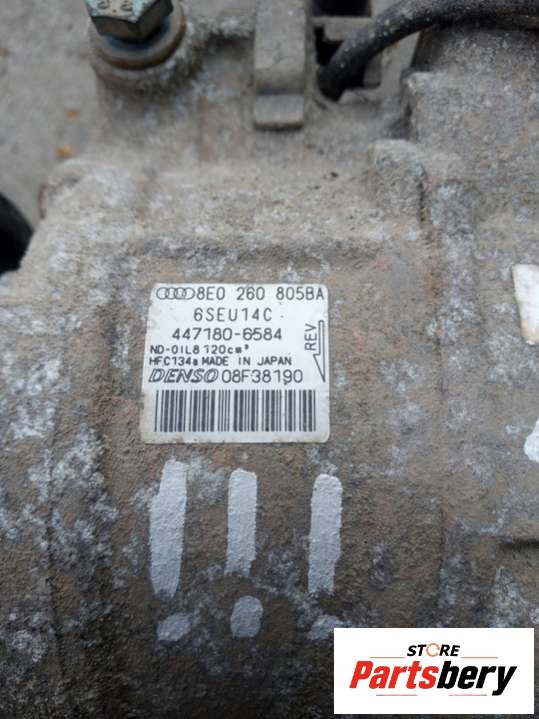 8E0 260 805BA
6SEU14C
447180-6584
ND-OIL8 120cm³
HFC134a MADE IN JAPAN
REV
DENSO 08F38190
!!!
STORE
Partsbery